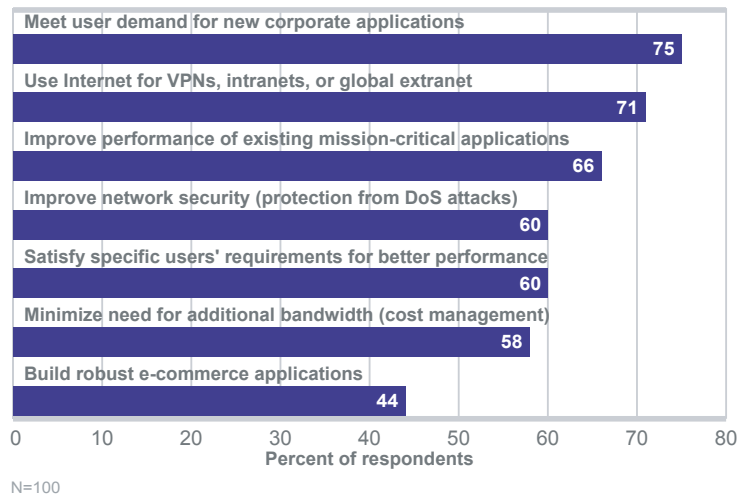 Meet user demand for new corporate applications
75
Use Internet for VPNs, intranets, or global extranet
71
Improve performance of existing mission-critical applications
66
Improve network security (protection from DoS attacks)
60
Satisfy specific users' requirements for better performance
60
Minimize need for additional bandwidth (cost management)
58
Build robust e-commerce applications
44
0 10 20 30 40 50 60 70 80
Percent of respondents
N=100